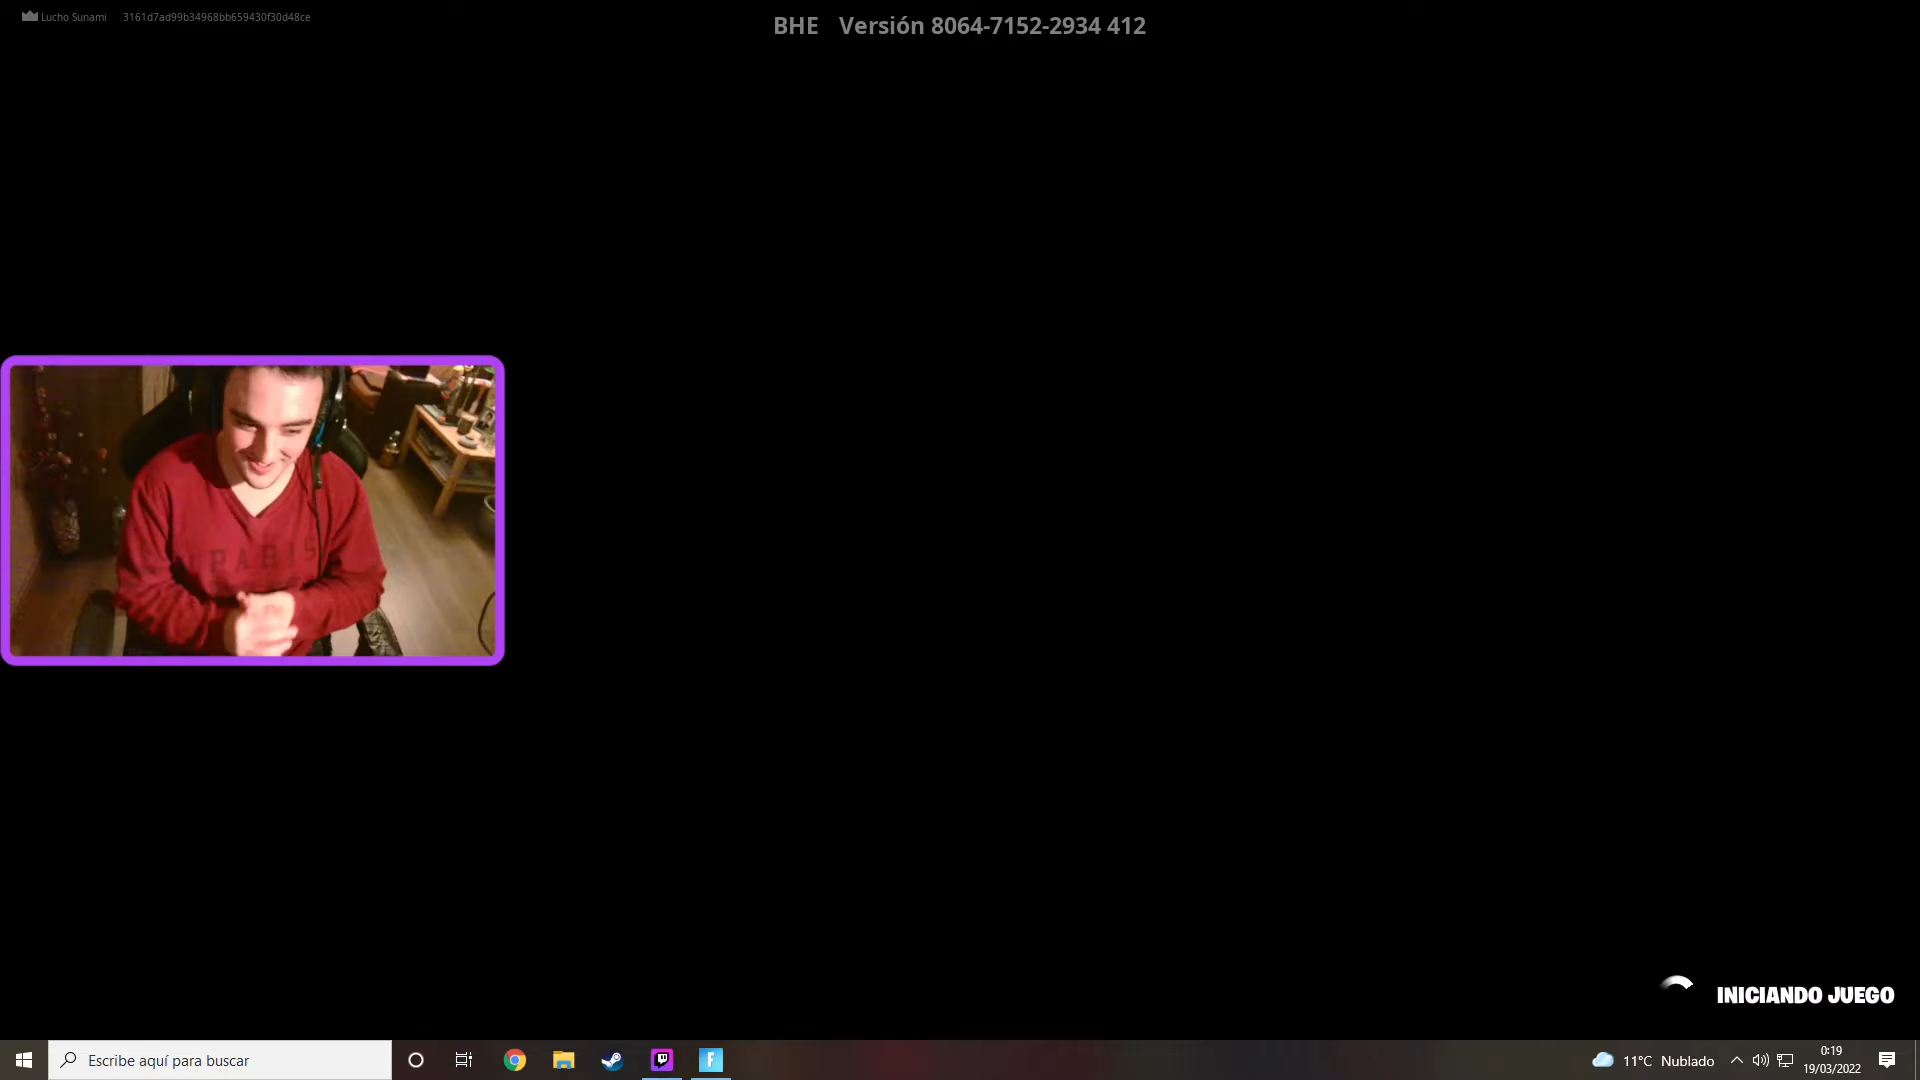 Lucho Sunami 3161d7ad99b34968bb659430f30d48ce
BHE Versión 8064-7152-2934 412
PARIS
INICIANDO JUEGO
Escribe aquí para buscar
11°C Nublado
0:19
19/03/2022